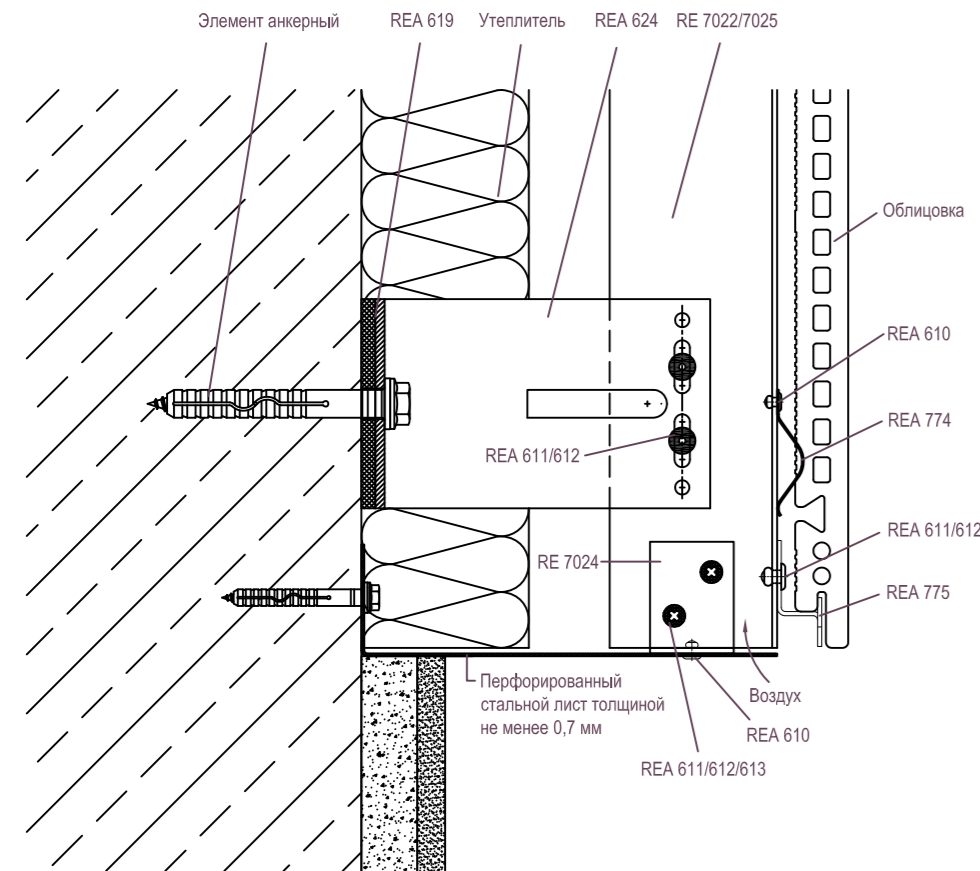 Элемент анкерный
REA 619
Утеплитель
REA 624
RE 7022/7025
Облицовка
REA 610
REA 774
REA 611/612
REA 611/612
RE 7024
REA 775
Перфорированный
стальной лист толщиной
не менее 0,7 мм
Воздух
REA 610
REA 611/612/613